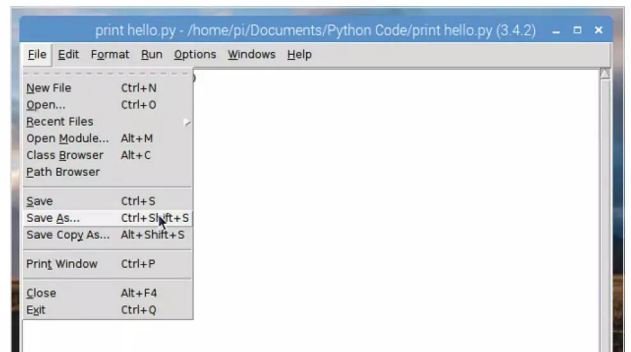 print hello.py - /home/pi/Documents/Python Code/print hello.py (3.4.2)
File Edit Format Run Options Windows Help
)
New File Ctrl+N
Open... Ctrl+O
Recent Files
Open Module... Alt+M
Class Browser Alt+C
Path Browser
Save Ctrl+S
Save As... Ctrl+Shift+S
Save Copy As... Alt+Shift+S
Print Window Ctrl+P
Close Alt+F4
Exit Ctrl+Q